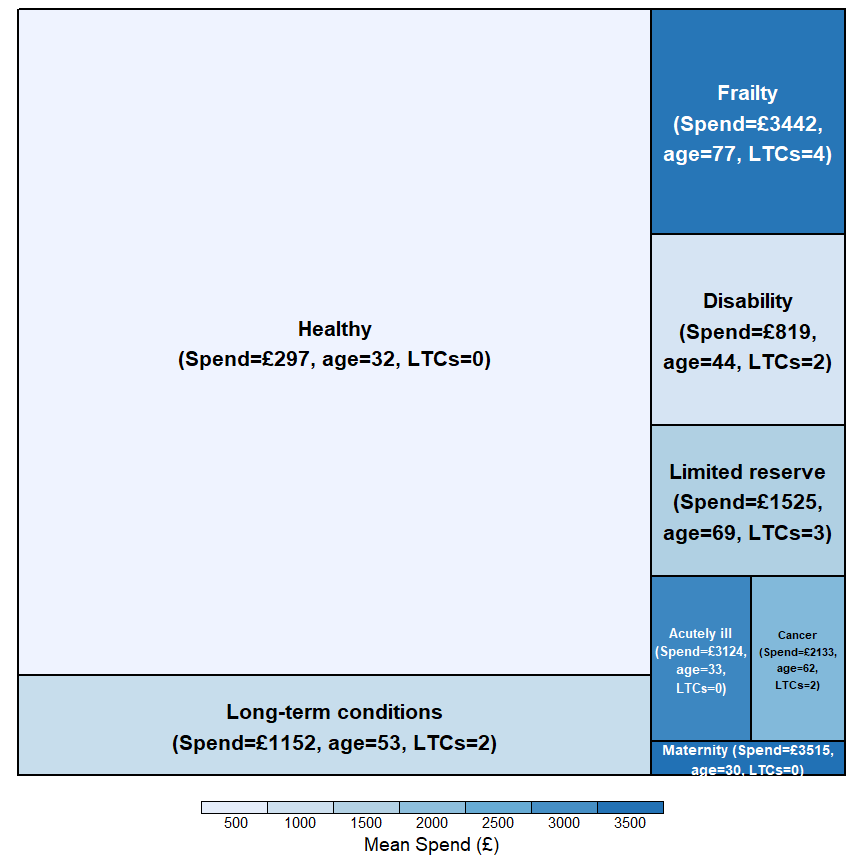 Healthy
(Spend=£297, age=32, LTCs=0)
Long-term conditions
(Spend=£1152, age=53, LTCs=2)
Frailty
(Spend=£3442,
age=77, LTCs=4)
Disability
(Spend=£819,
age=44, LTCs=2)
Limited reserve
(Spend=£1525,
age=69, LTCs=3)
Acutely ill
(Spend=£3124,
age=33,
LTCs=0)
Cancer
(Spend=£2133,
age=62,
LTCs=2)
Maternity (Spend=£3515,
age=30, LTCs=0)
500 1000 1500 2000 2500 3000 3500
Mean Spend (£)